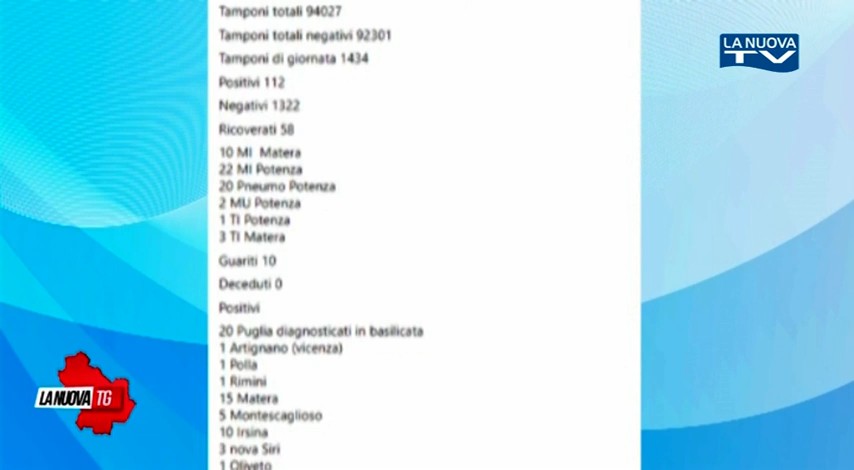 Tamponi totali 94027
Tamponi totali negativi 92301
Tamponi di giornata 1434
Positivi 112
Negativi 1322
Ricoverati 58
10 MI Matera
22 MI Potenza
20 Pneumo Potenza
2 MU Potenza
1 TI Potenza
3 TI Matera
Guariti 10
Deceduti 0
Positivi
20 Puglia diagnosticati in basilicata
1 Artignano (vicenza)
1 Polla
1 Rimini
15 Matera
5 Montescaglioso
10 Irsina
3 nova Siri
1 Oliveto
LA NUOVA
TV
LA NUOVA TG